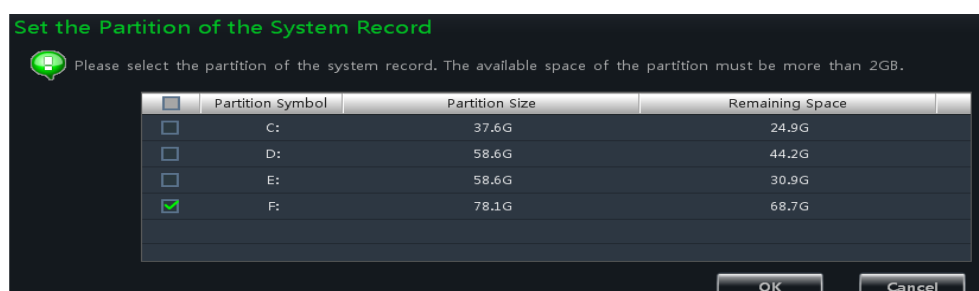 Set the Partition of the System Record
Please select the partition of the system record. The available space of the partition must be more than 2GB.
Partition Symbol Partition Size Remaining Space
C: 37.6G 24.9G
D: 58.6G 44.2G
E: 58.6G 30.9G
F: 78.1G 68.7G
OK Cancel